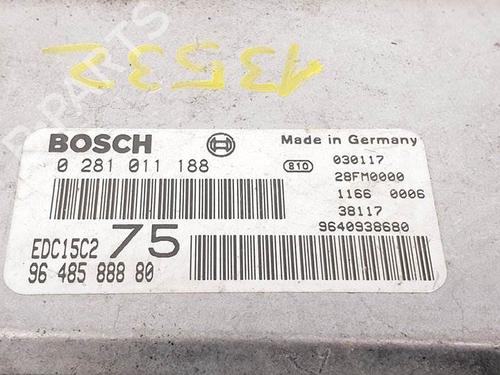 13532
B-PARTS
BOSCH
Made in Germany
0 281 011 188
810
030117
28FM0000
1166 0006
38117
9640938680
EDC15C2
75
96 485 888 80